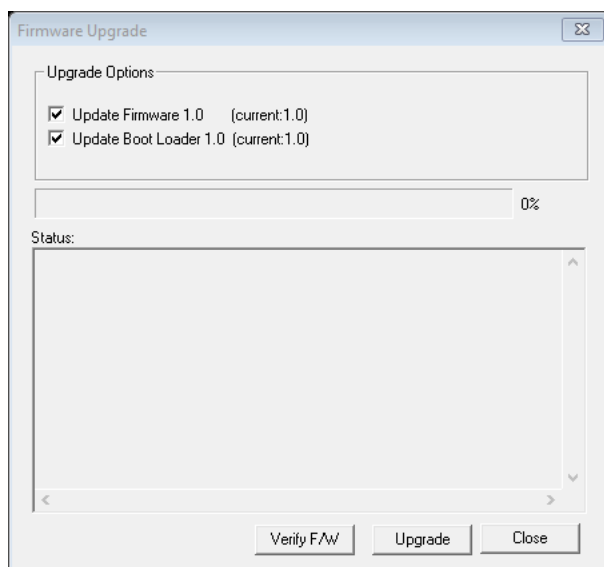 Firmware Upgrade
Upgrade Options
Update Firmware 1.0 (current:1.0)
Update Boot Loader 1.0 (current:1.0)
0%
Status:
Verify F/W Upgrade Close